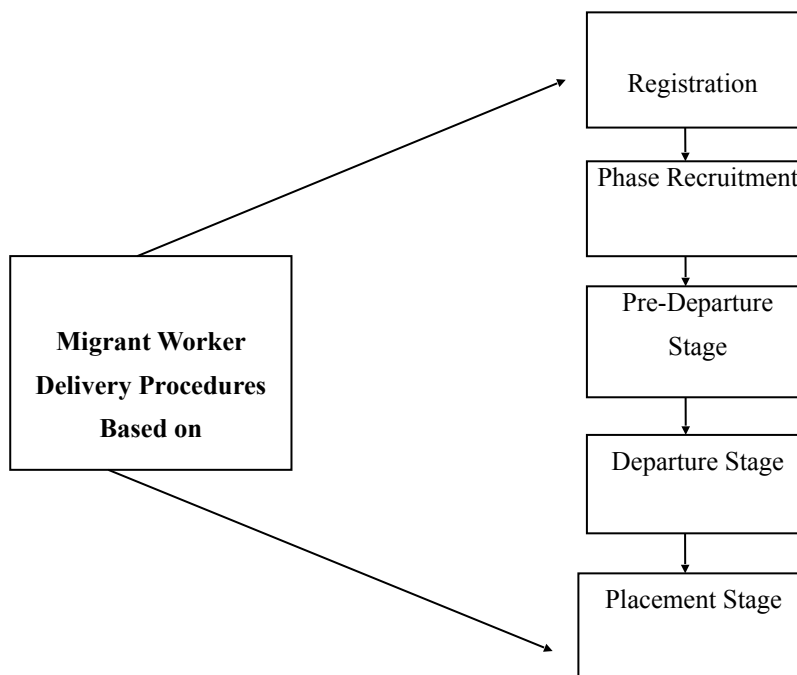 Registration
Phase Recruitment
Pre-Departure
Stage
Migrant Worker
Delivery Procedures
Based on
Departure Stage
Placement Stage